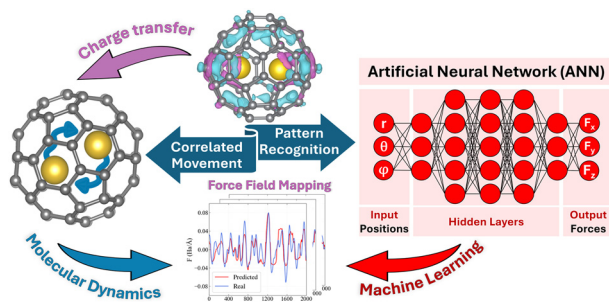 Charge transfer
Artificial Neural Network (ANN)
Correlated
Movement
Pattern
Recognition
r
θ
φ
Fx
Fy
Fz
Input
Positions
Hidden Layers
Output
Forces
Force Field Mapping
F (Ha/Å)
0.08
0.04
0.00
−0.04
−0.08
Predicted
Real
0
400
800
1200
1600
2000
000
000
Molecular Dynamics
Machine Learning